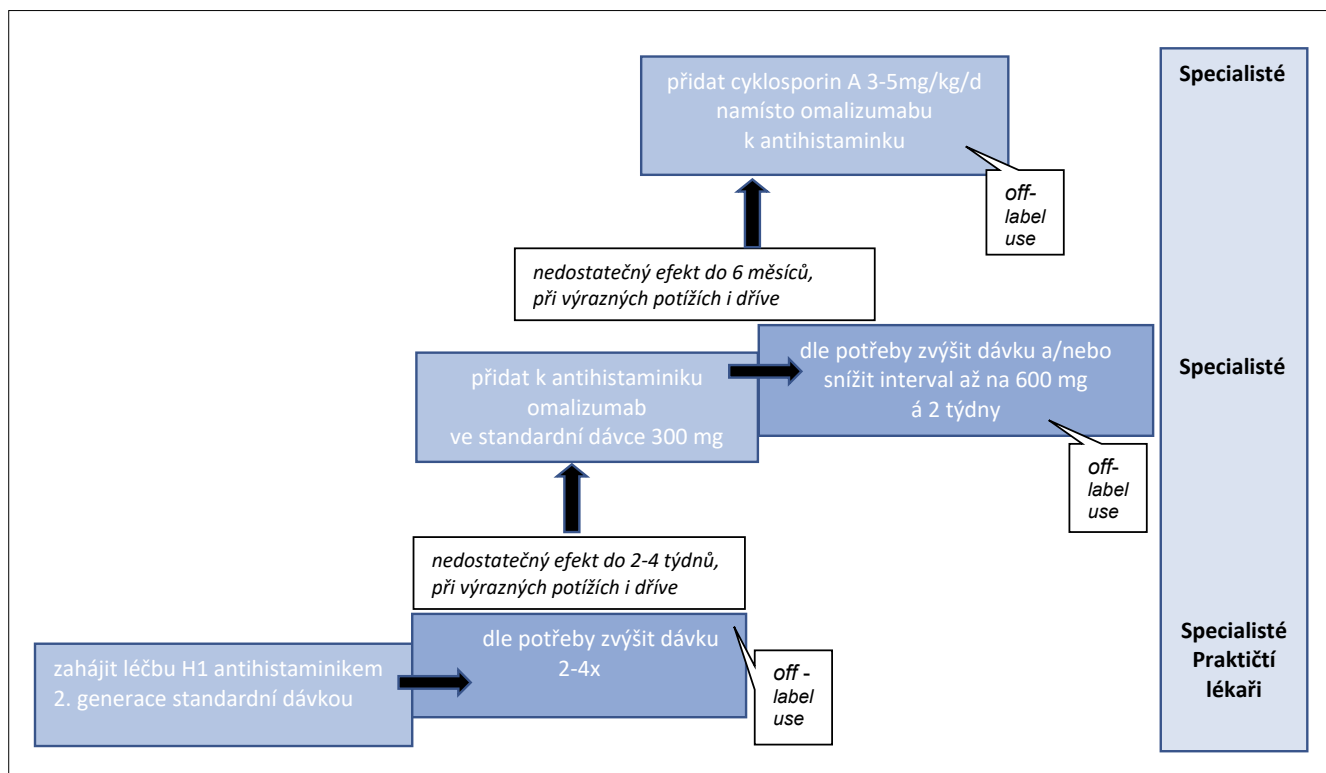 přidat cyklosporin A 3-5mg/kg/d
namísto omalizumabu
k antihistaminku
off-
label
use
Specialisté
nedostatečný efekt do 6 měsíců,
při výrazných potížích i dříve
přidat k antihistaminiku
omalizumab
ve standardní dávce 300 mg
dle potřeby zvýšit dávku a/nebo
snížit interval až na 600 mg
á 2 týdny
off-
label
use
Specialisté
nedostatečný efekt do 2-4 týdnů,
při výrazných potížích i dříve
zahájit léčbu H1 antihistaminikem
2. generace standardní dávkou
dle potřeby zvýšit dávku
2-4x
off -
label
use
Specialisté
Praktičtí
lékaři